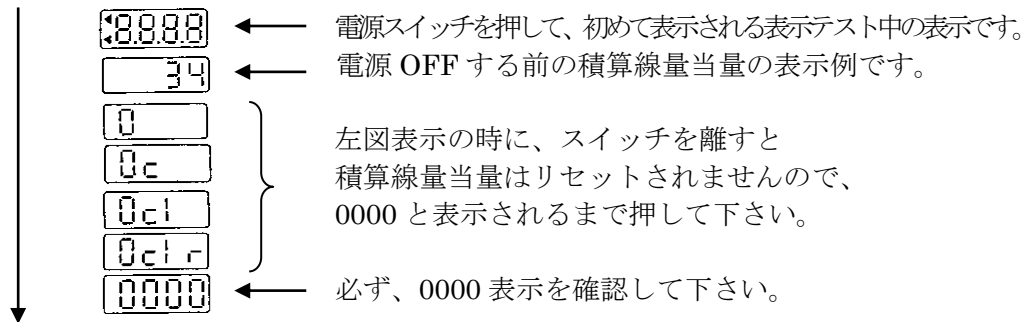 8.8.8.8
電源スイッチを押して、初めて表示される表示テスト中の表示です。
34
電源 OFF する前の積算線量当量の表示例です。
0
0c
0cl
0clr
左図表示の時に、スイッチを離すと
積算線量当量はリセットされませんので、
0000 と表示されるまで押して下さい。
0000
必ず、0000 表示を確認して下さい。